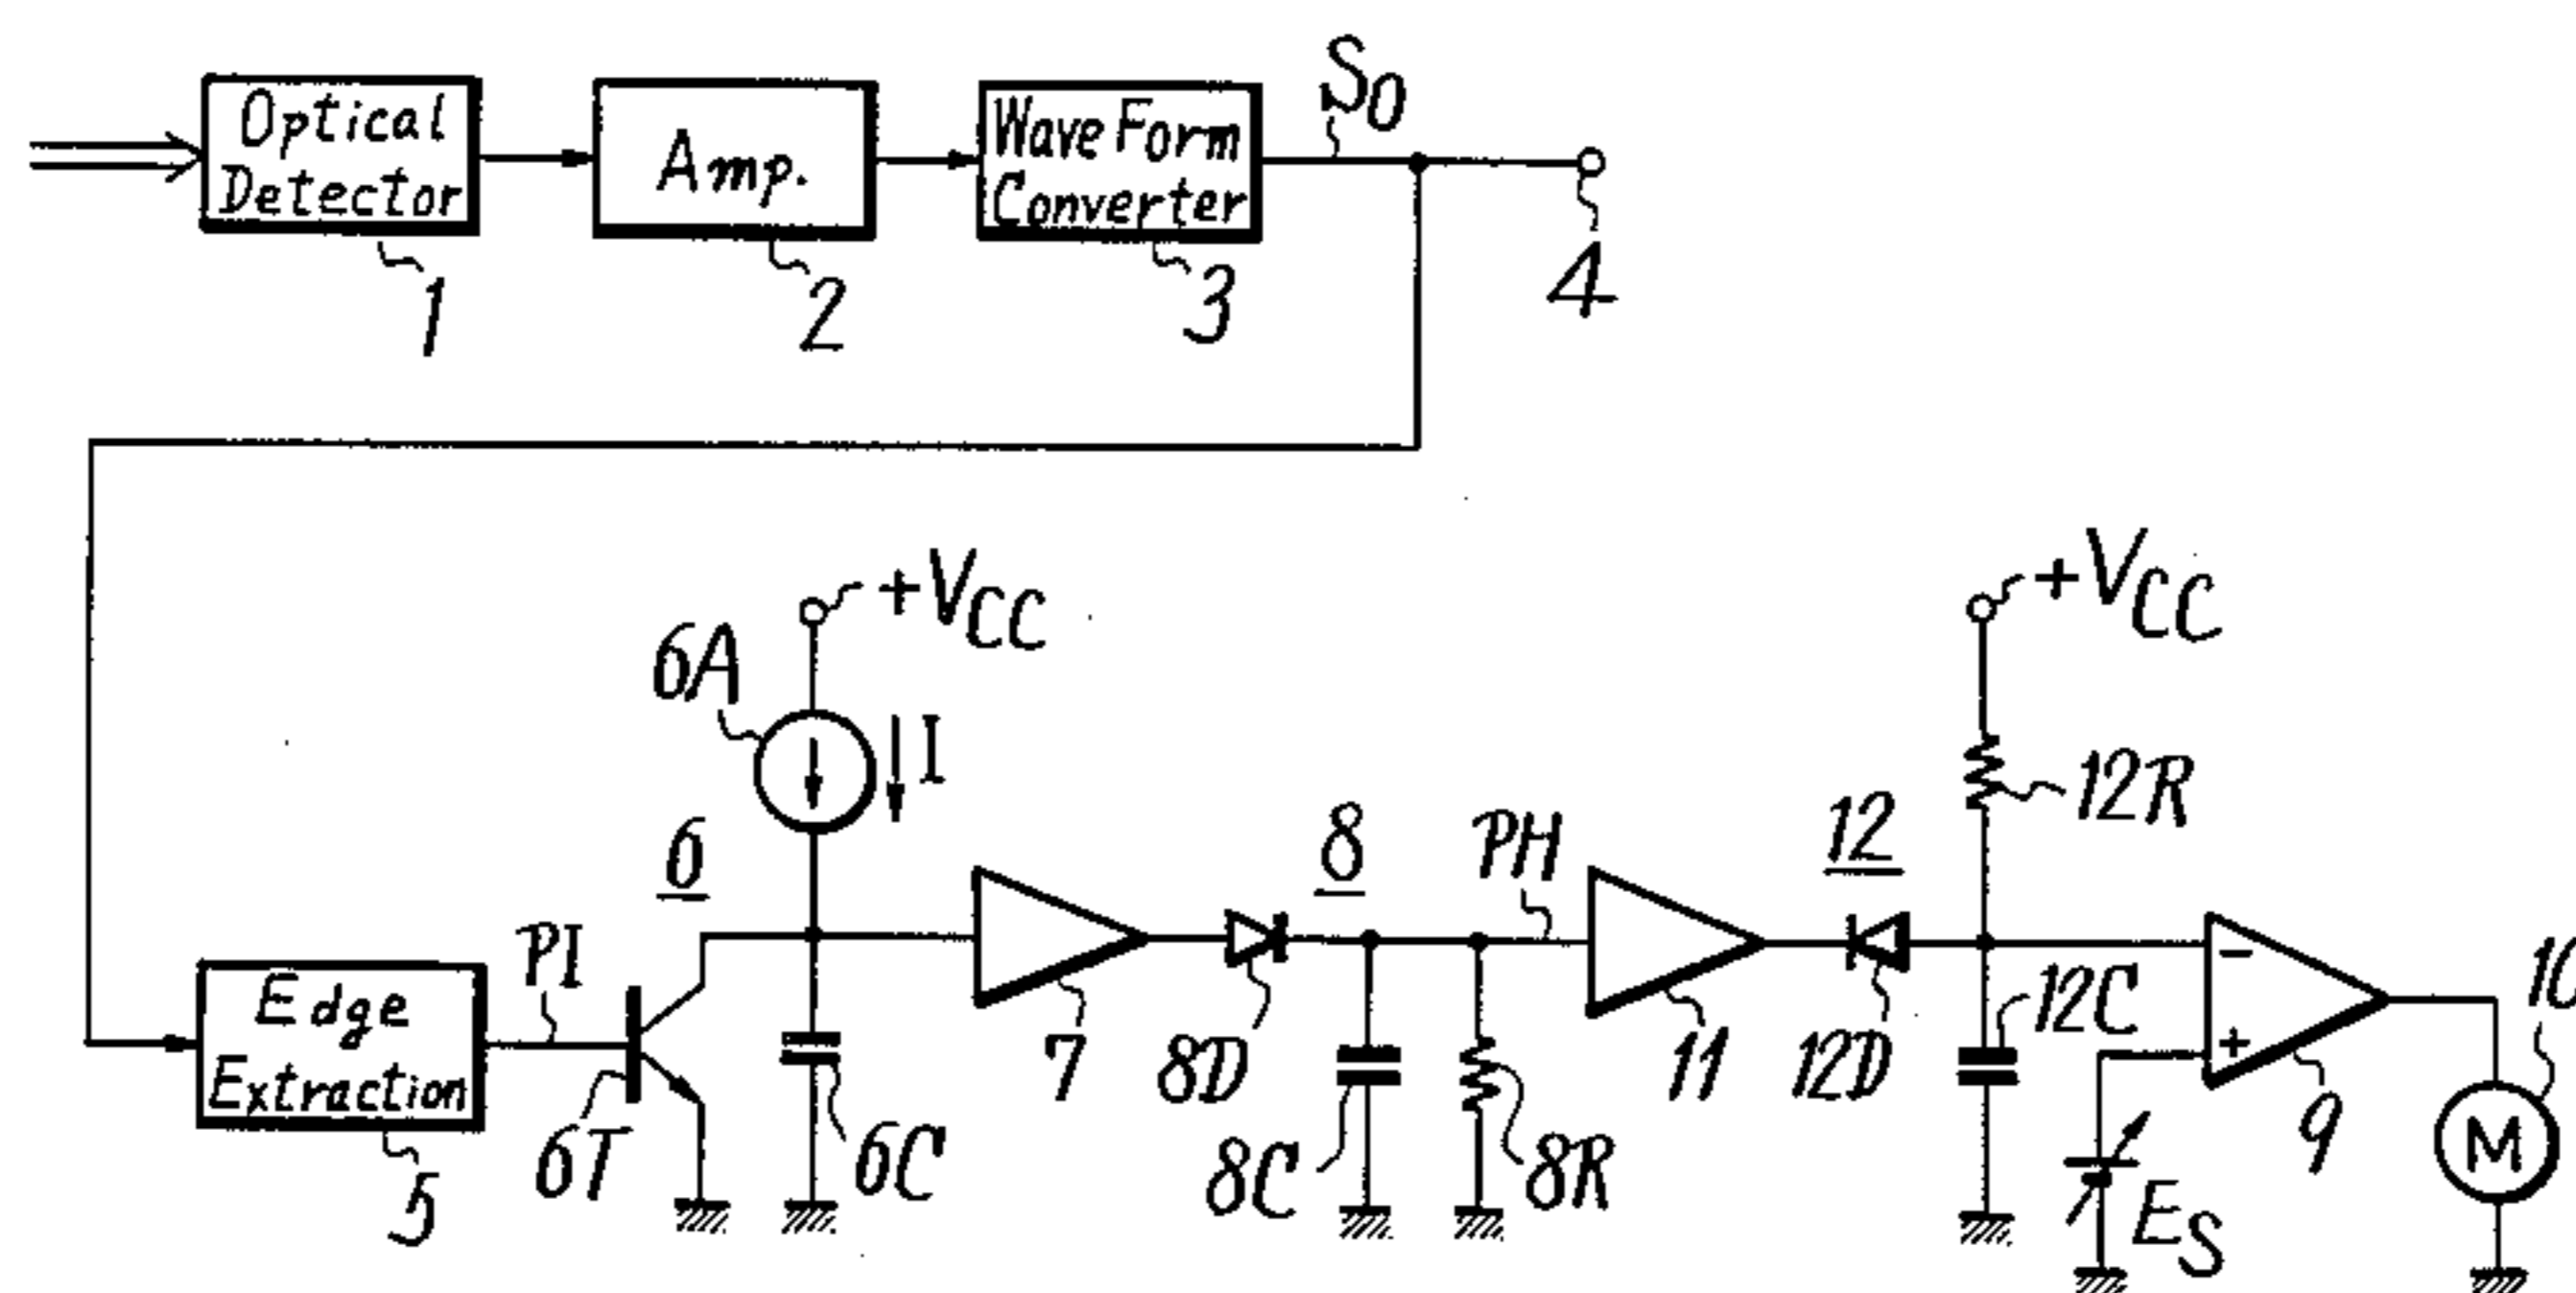 Optical
Detector
1
Amp.
2
Wave Form
Converter
3
SO
4
+VCC
6A
I
6
PI
Edge
Extraction
5
6T
6C
7
8D
8
8C
PH
8R
11
12
12D
+VCC
12R
12C
−
+
9
ES
M